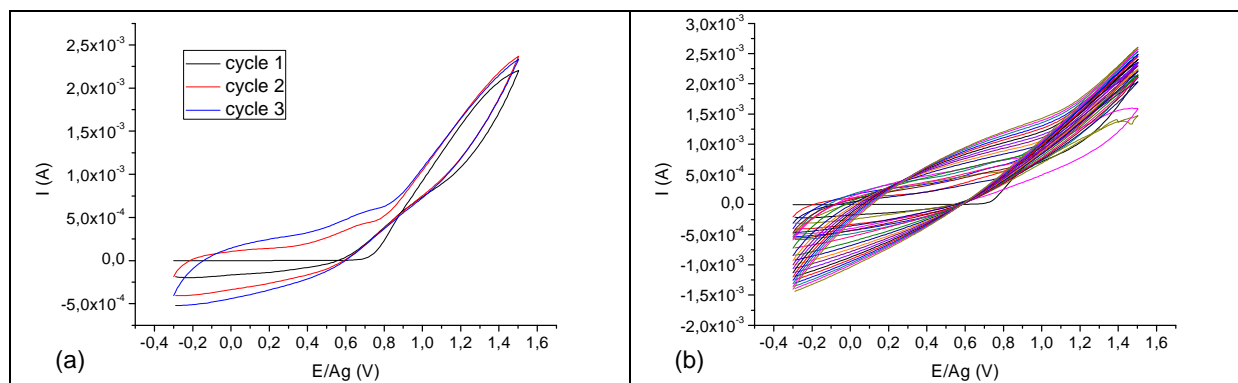 2,5x10⁻³
2,0x10⁻³
1,5x10⁻³
1,0x10⁻³
5,0x10⁻⁴
0,0
-5,0x10⁻⁴
I (A)
cycle 1
cycle 2
cycle 3
-0,4 -0,2 0,0 0,2 0,4 0,6 0,8 1,0 1,2 1,4 1,6
E/Ag (V)
(a)
3,0x10⁻³
2,5x10⁻³
2,0x10⁻³
1,5x10⁻³
1,0x10⁻³
5,0x10⁻⁴
0,0
-5,0x10⁻⁴
-1,0x10⁻³
-1,5x10⁻³
-2,0x10⁻³
I (A)
-0,4 -0,2 0,0 0,2 0,4 0,6 0,8 1,0 1,2 1,4 1,6
E/Ag (V)
(b)